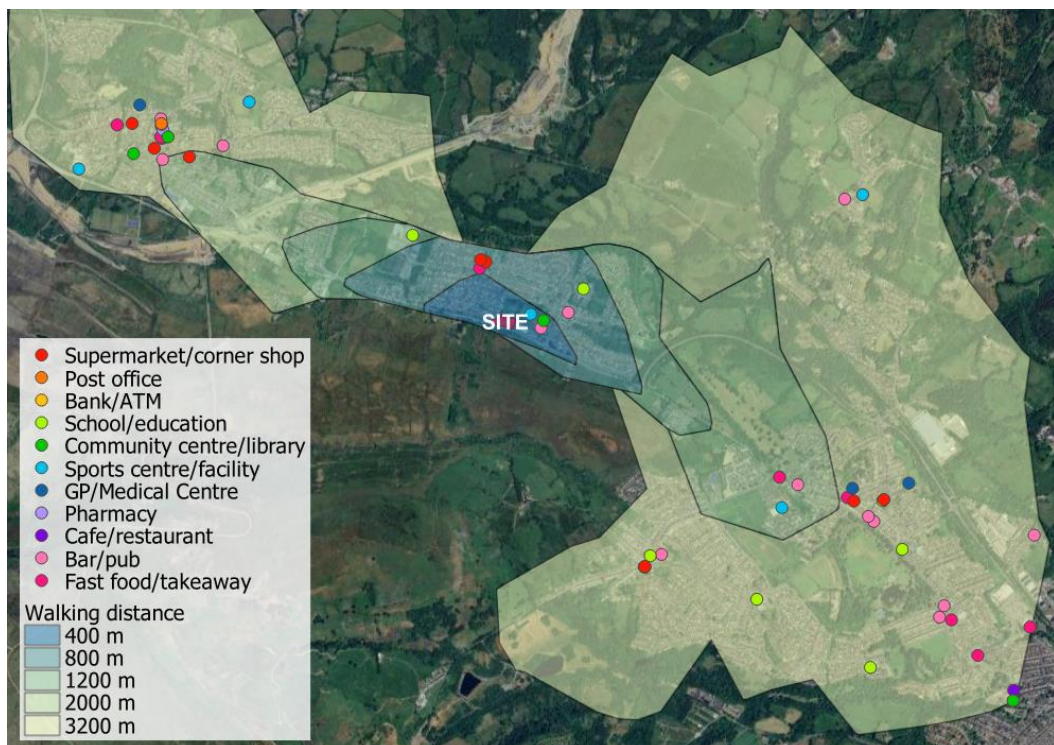 SITE
Supermarket/corner shop
Post office
Bank/ATM
School/education
Community centre/library
Sports centre/facility
GP/Medical Centre
Pharmacy
Cafe/restaurant
Bar/pub
Fast food/takeaway
Walking distance
400 m
800 m
1200 m
2000 m
3200 m